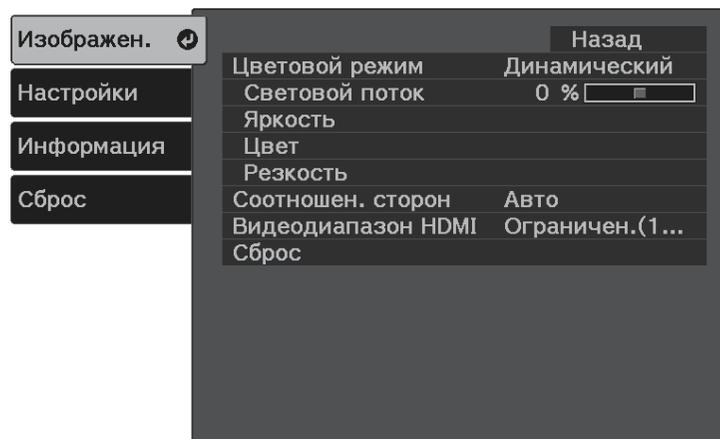 Изображен.
Настройки
Информация
Сброс
Назад
Цветовой режим Динамический
Световой поток 0 %
Яркость
Цвет
Резкость
Соотношен. сторон Авто
Видеодиапазон HDMI Ограничен.(1...
Сброс